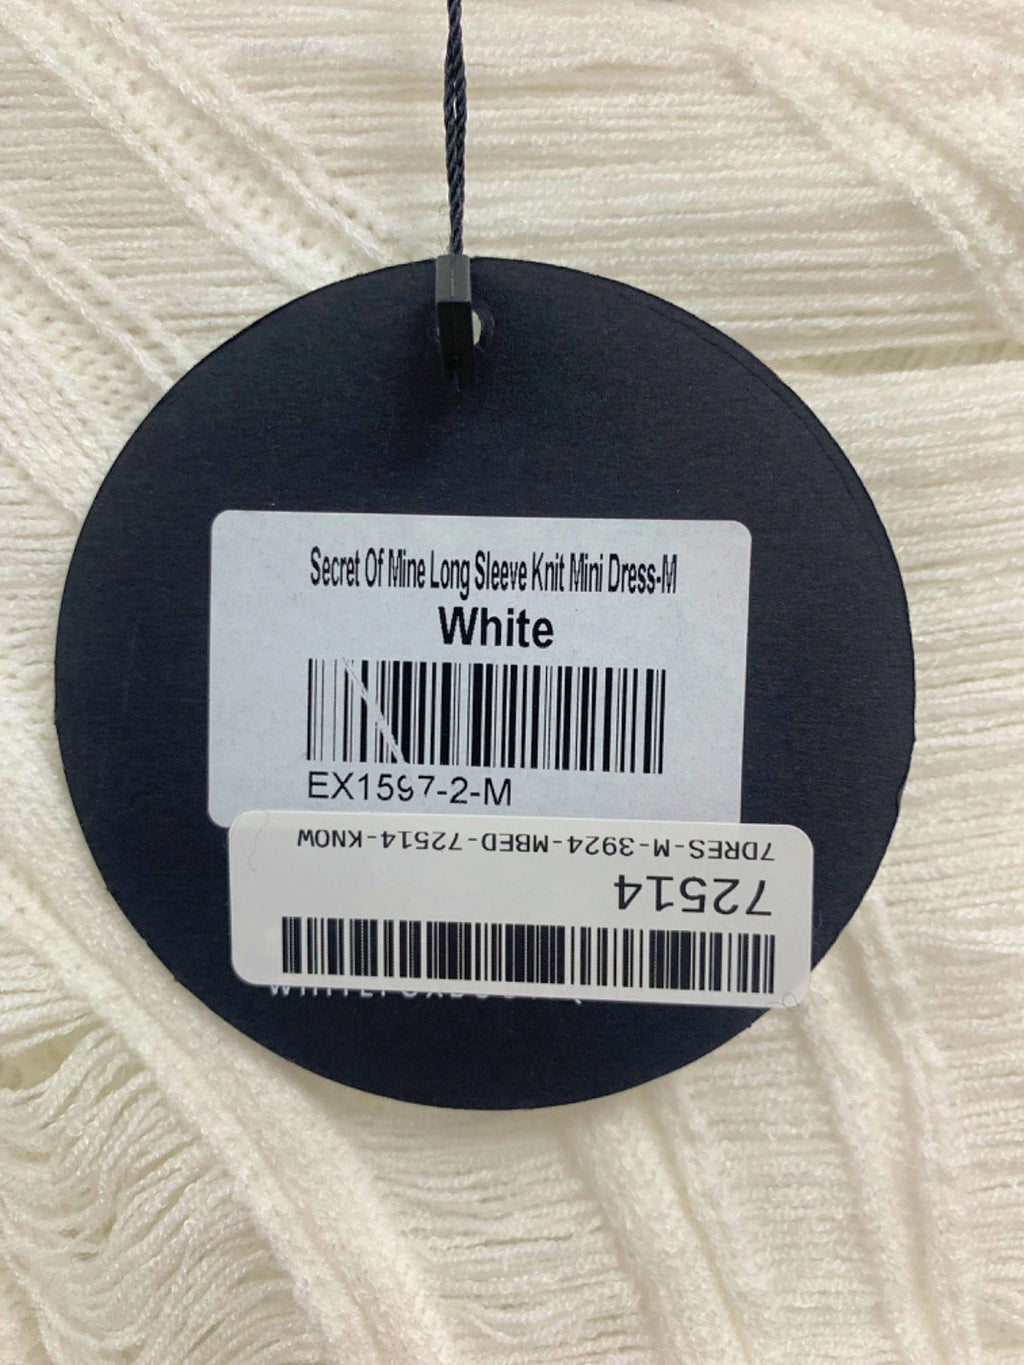 Secret Of Mine Long Sleeve Knit Mini Dress-M
White
EX1597-2-M
7DRES-M-3924-MBED-72514-KNOW
72514